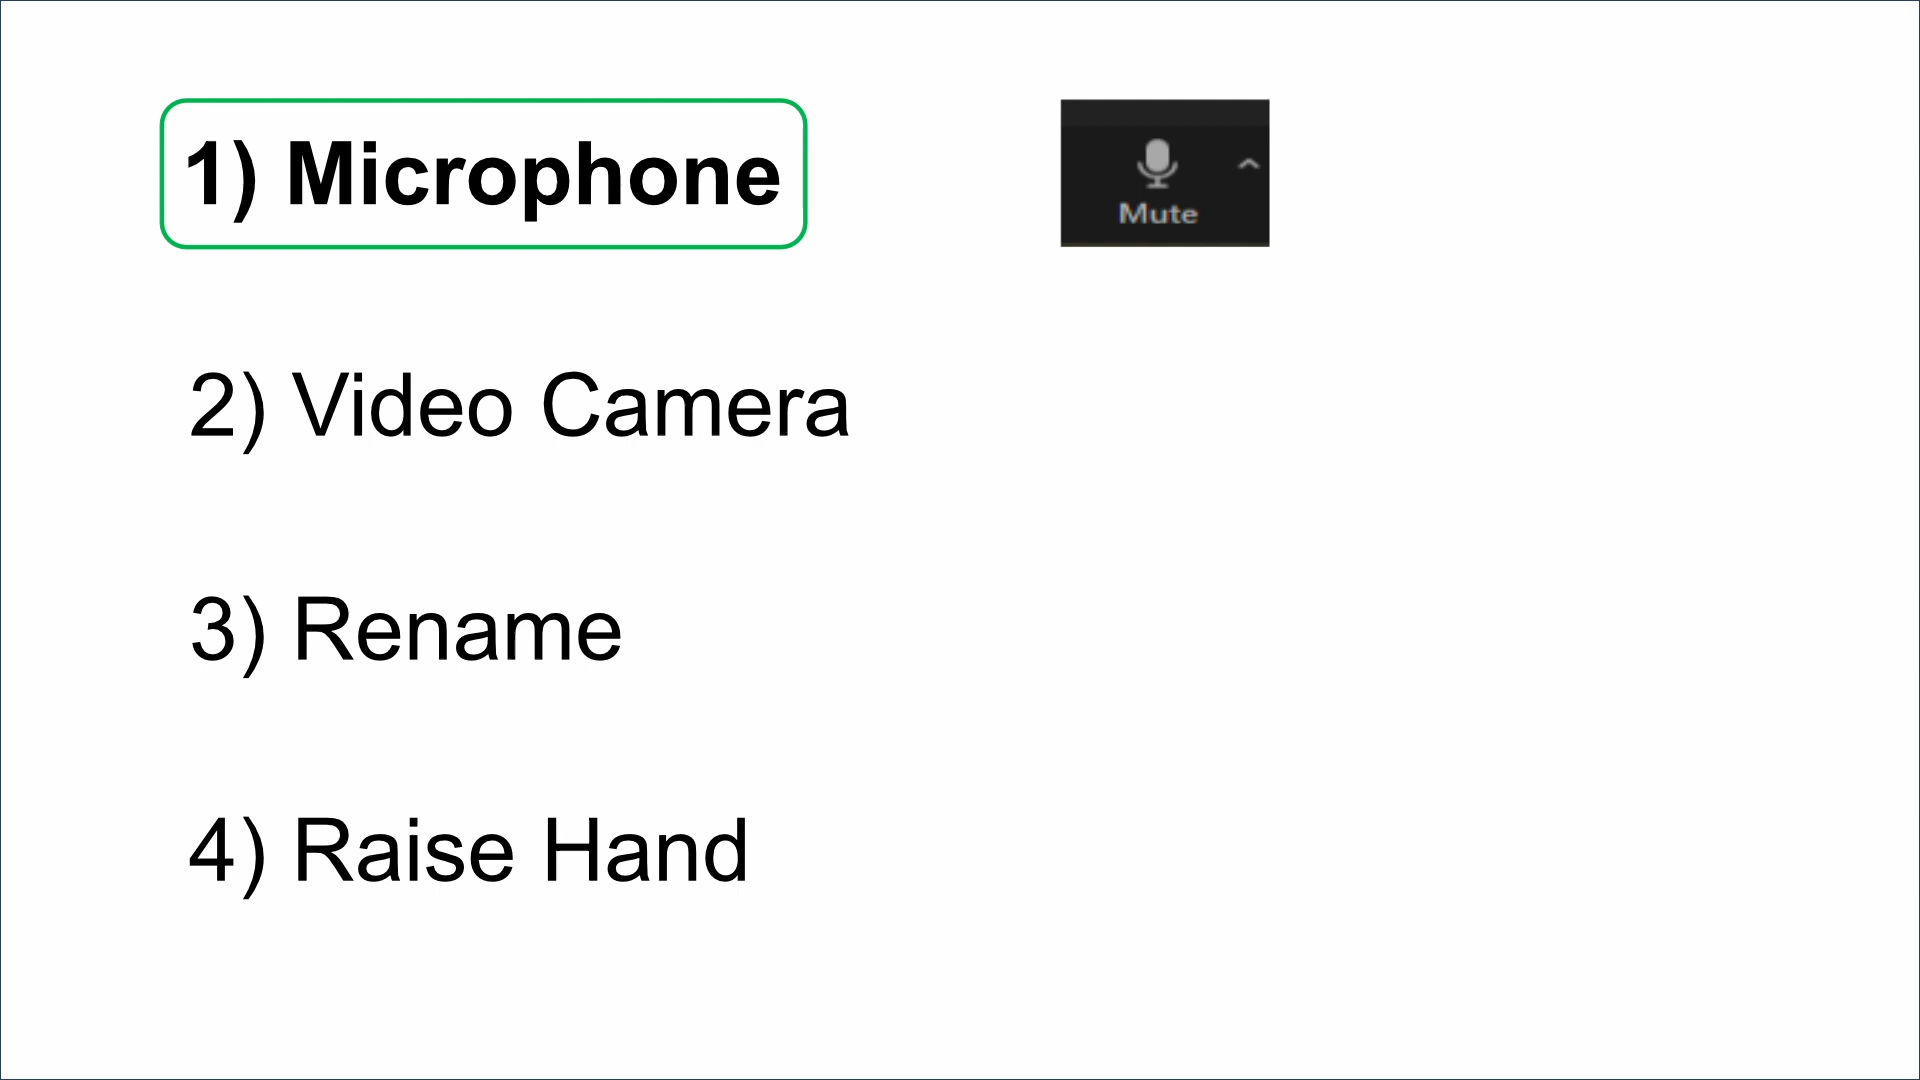 1) Microphone
Mute
2) Video Camera
3) Rename
4) Raise Hand